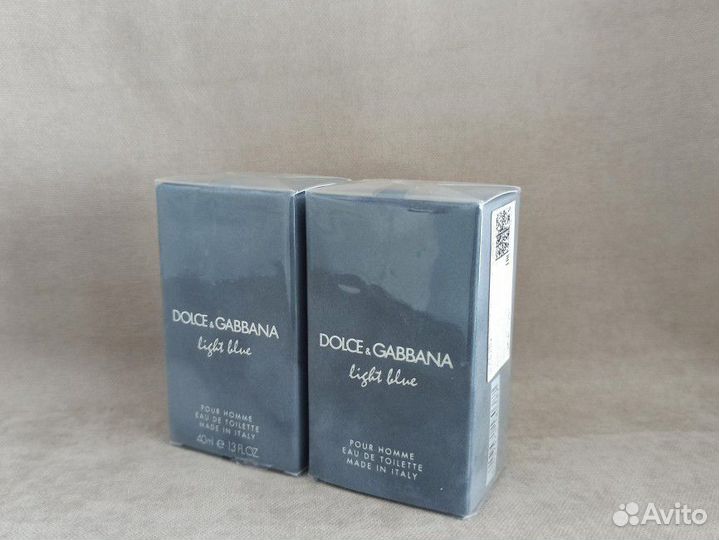 DOLCE & GABBANA
light blue
POUR HOMME
EAU DE TOILETTE
MADE IN ITALY
40ml e 1.3 FL.OZ
DOLCE & GABBANA
light blue
POUR HOMME
EAU DE TOILETTE
MADE IN ITALY
Avito